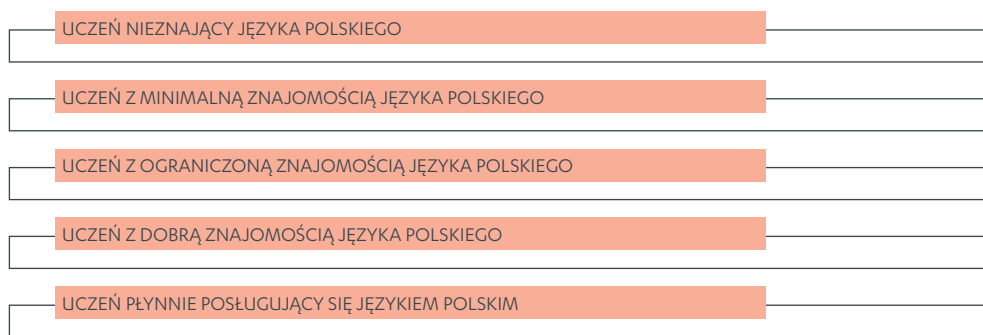 UCZEŃ NIEZNAJĄCY JĘZYKA POLSKIEGO
UCZEŃ Z MINIMALNĄ ZNAJOMOŚCIĄ JĘZYKA POLSKIEGO
UCZEŃ Z OGRANICZONĄ ZNAJOMOŚCIĄ JĘZYKA POLSKIEGO
UCZEŃ Z DOBRĄ ZNAJOMOŚCIĄ JĘZYKA POLSKIEGO
UCZEŃ PŁYNNIE POSŁUGUJĄCY SIĘ JĘZYKIEM POLSKIM